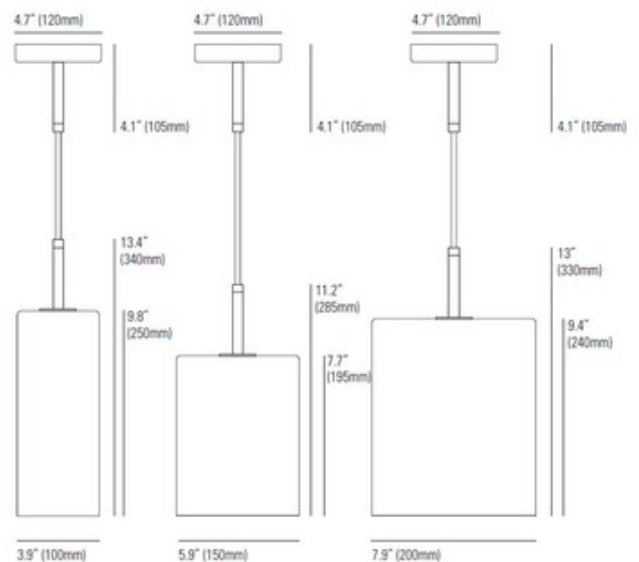 4.7" (120mm)
4.7" (120mm)
4.7" (120mm)
4.1" (105mm)
4.1" (105mm)
4.1" (105mm)
13.4"
(340mm)
9.8"
(250mm)
11.2"
(285mm)
7.7"
(195mm)
13"
(330mm)
9.4"
(240mm)
3.9" (100mm)
5.9" (150mm)
7.9" (200mm)